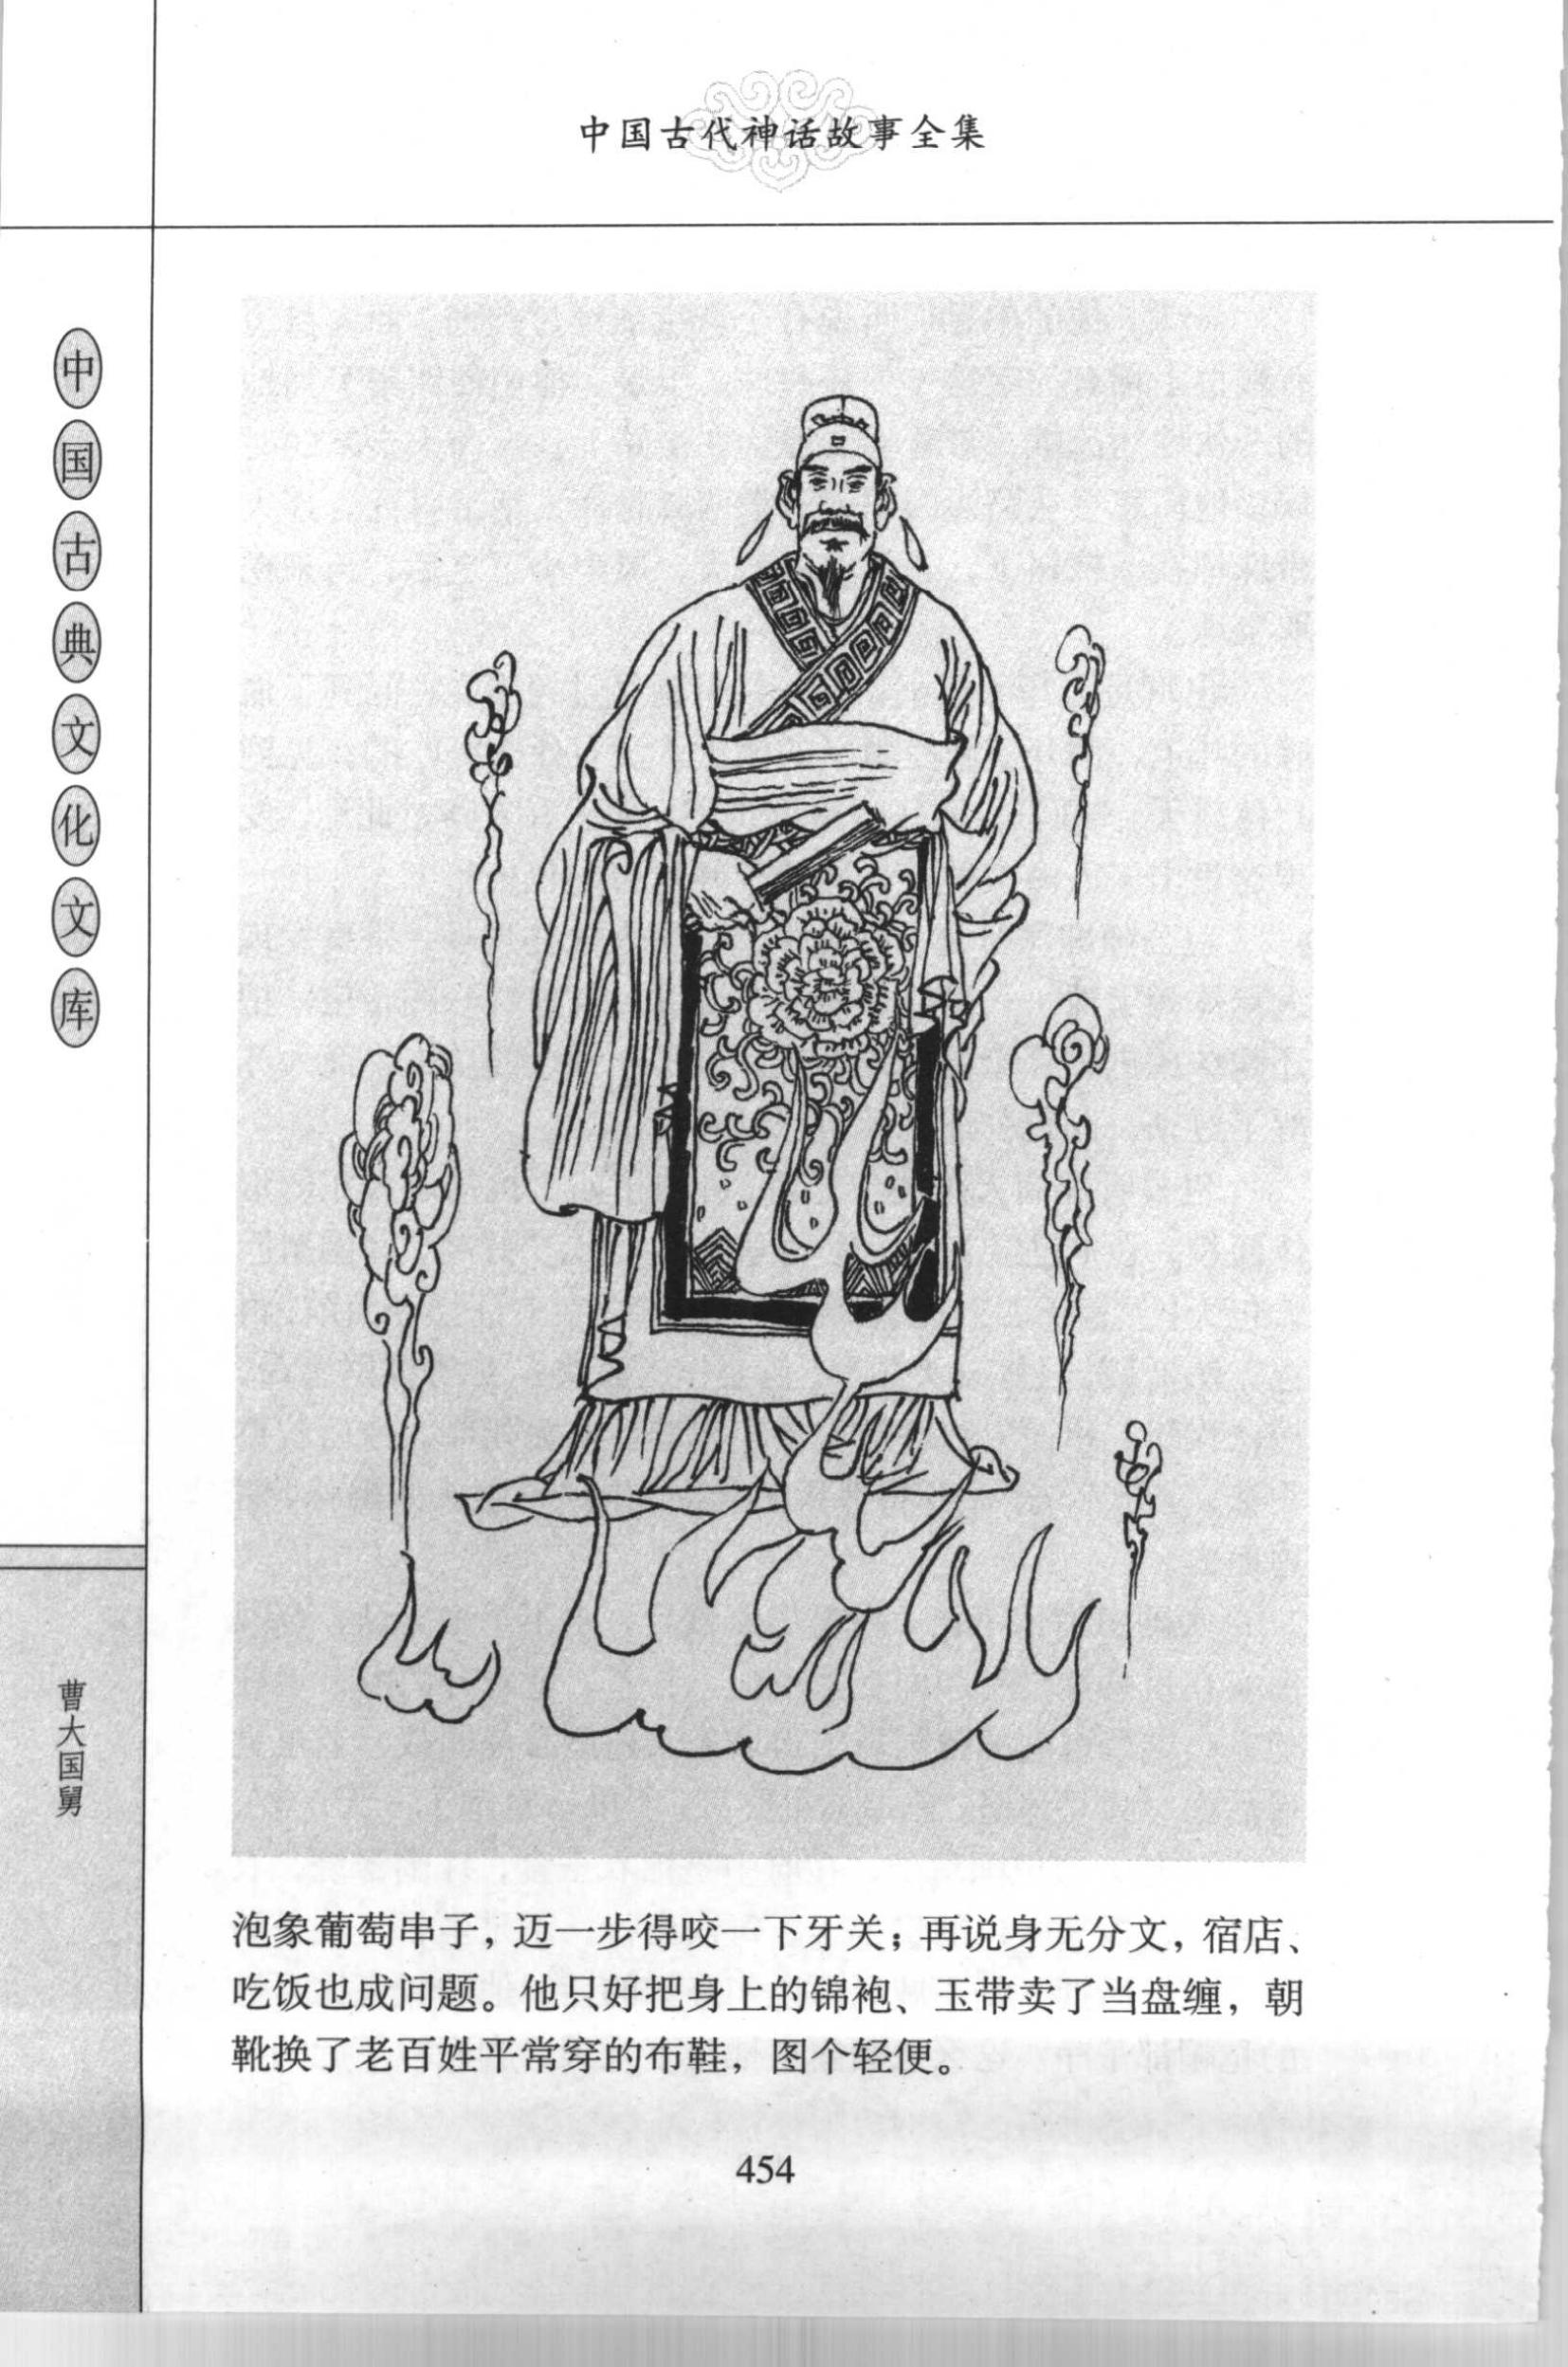 中国古代神话故事全集
中国古典文化文库
曹大国舅
泡象葡萄串子，迈一步得咬一下牙关；再说身无分文，宿店、
吃饭也成问题。他只好把身上的锦袍、玉带卖了当盘缠，朝
靴换了老百姓平常穿的布鞋，图个轻便。
454